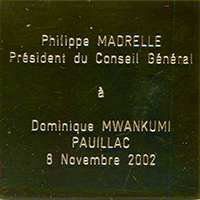 Philippe MADRELLE
Président du Conseil Général
à
Dominique MWANKUMI
PAUILLAC
8 Novembre 2002